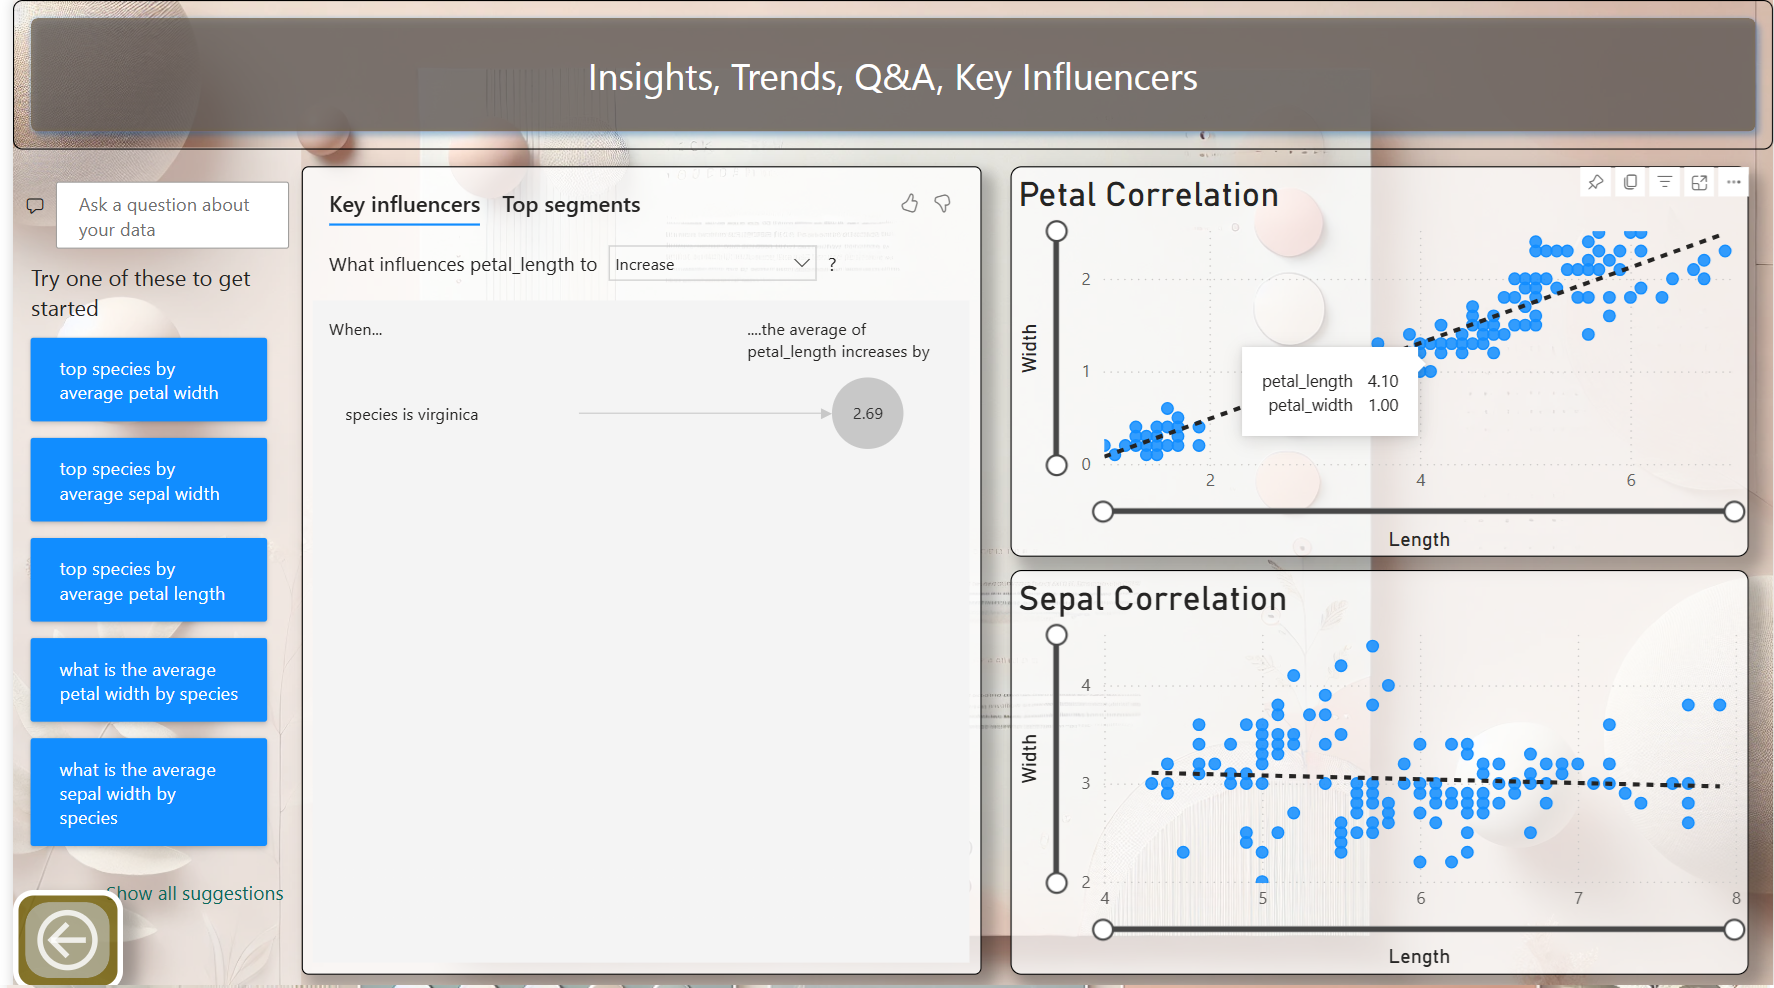 Insights, Trends, Q&A, Key Influencers
Ask a question about
your data
Try one of these to get
started
top species by
average petal width
top species by
average sepal width
top species by
average petal length
what is the average
petal width by species
what is the average
sepal width by
species
Show all suggestions
Key influencers
Top segments
What influences petal_length to
Increase
?
When...
....the average of
petal_length increases by
species is virginica
2.69
Petal Correlation
Width
2
1
0
petal_length 4.10
petal_width 1.00
2
4
6
Length
Sepal Correlation
Width
4
3
2
4
5
6
7
8
Length